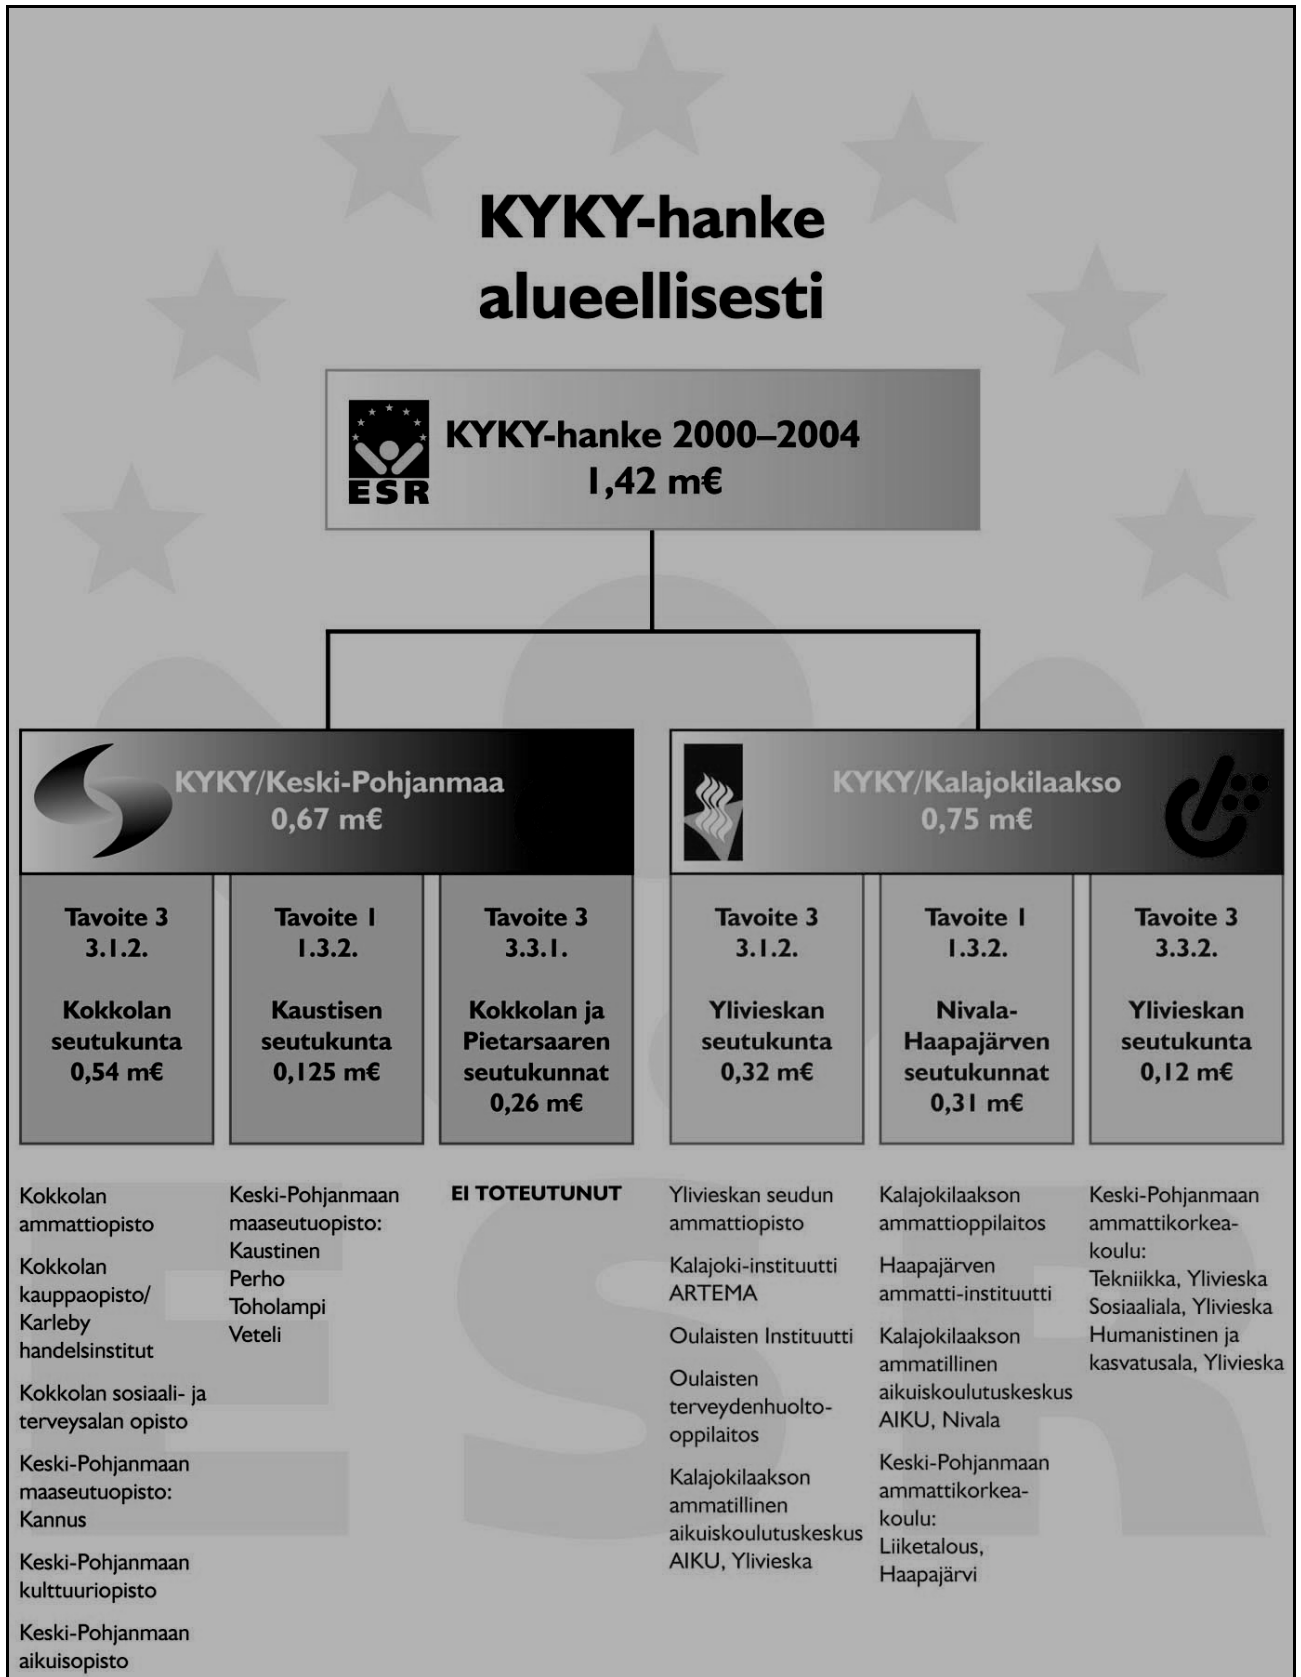 KYKY-hanke
alueellisesti
ESR
KYKY-hanke 2000–2004
1,42 m€
KYKY/Keski-Pohjanmaa
0,67 m€
Tavoite 3
3.1.2.
Kokkolan
seutukunta
0,54 m€
Tavoite 1
1.3.2.
Kaustisen
seutukunta
0,125 m€
Tavoite 3
3.3.1.
Kokkolan ja
Pietarsaaren
seutukunnat
0,26 m€
KYKY/Kalajokilaakso
0,75 m€
Tavoite 3
3.1.2.
Ylivieskan
seutukunta
0,32 m€
Tavoite 1
1.3.2.
Nivala-
Haapajärven
seutukunnat
0,31 m€
Tavoite 3
3.3.2.
Ylivieskan
seutukunta
0,12 m€
Kokkolan
ammattiopisto
Kokkolan
kauppaopisto/
Karleby
handelsinstitut
Kokkolan sosiaali- ja
terveysalan opisto
Keski-Pohjanmaan
maaseutuopisto:
Kannus
Keski-Pohjanmaan
kulttuuriopisto
Keski-Pohjanmaan
aikuisopisto
Keski-Pohjanmaan
maaseutuopisto:
Kaustinen
Perho
Toholampi
Veteli
EI TOTEUTUNUT
Ylivieskan seudun
ammattiopisto
Kalajoki-instituutti
ARTEMA
Oulaisten Instituutti
Oulaisten
terveydenhuolto-
oppilaitos
Kalajokilaakson
ammatillinen
aikuiskoulutuskeskus
AIKU, Ylivieska
Kalajokilaakson
ammattioppilaitos
Haapajärven
ammatti-instituutti
Kalajokilaakson
ammatillinen
aikuiskoulutuskeskus
AIKU, Nivala
Keski-Pohjanmaan
ammattikorkea-
koulu:
Liiketalous,
Haapajärvi
Keski-Pohjanmaan
ammattikorkea-
koulu:
Tekniikka, Ylivieska
Sosiaaliala, Ylivieska
Humanistinen ja
kasvatusala, Ylivieska
ESR